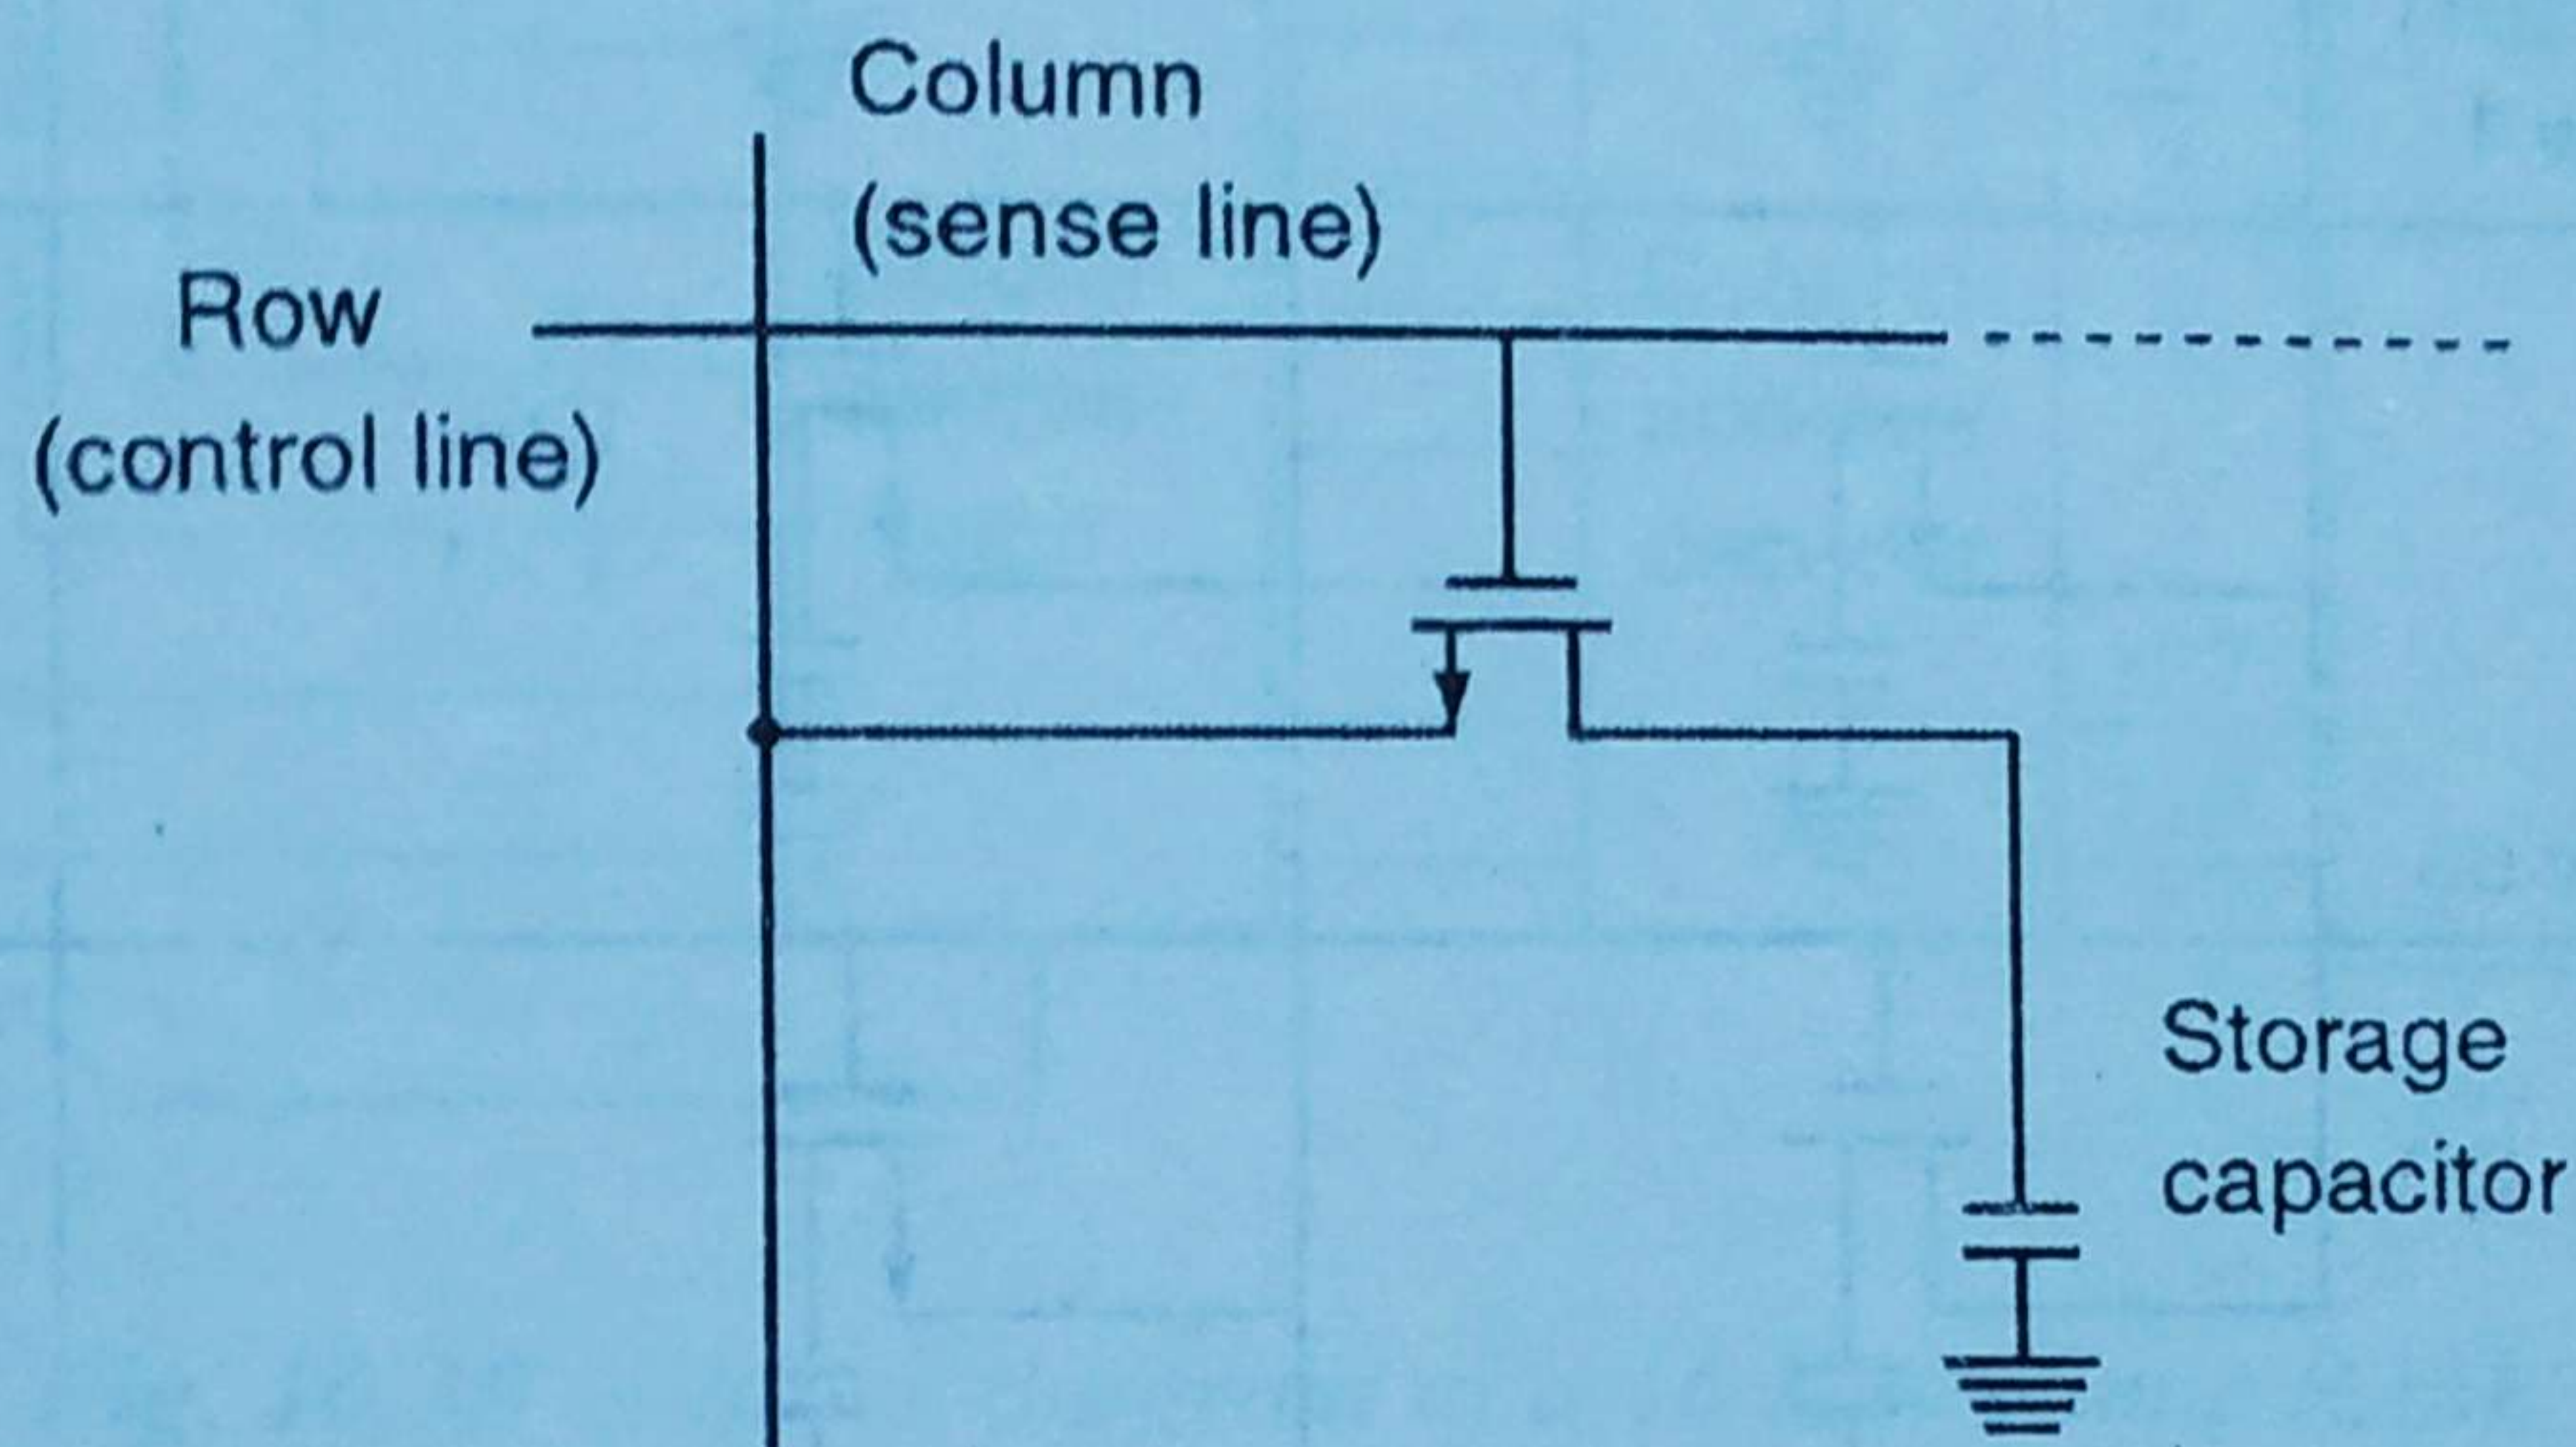 Column
(sense line)
Row
(control line)
Storage
capacitor